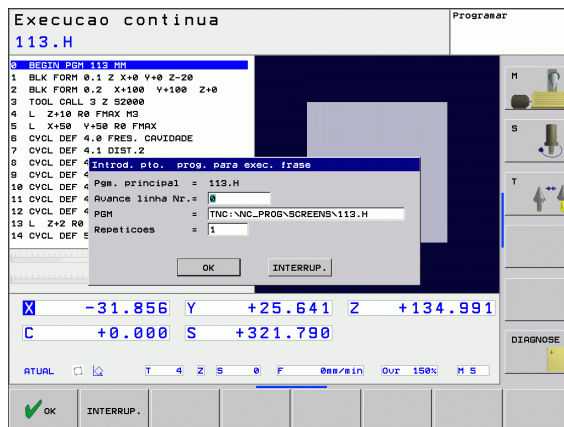 Execucao continua
Programar
113.H
0 BEGIN PGM 113 MM
1 BLK FORM 0.1 Z X+0 Y+0 Z-20
2 BLK FORM 0.2 X+100 Y+100 Z+0
3 TOOL CALL 3 Z S2000
4 L Z+10 R0 FMAX M3
5 L X+50 Y+50 R0 FMAX
6 CYCL DEF 4.0 FRES. CAVIDADE
7 CYCL DEF 4.1 DIST.2
8 CYCL DEF 4
9 CYCL DEF 4
10 CYCL DEF 4
11 CYCL DEF 4
12 CYCL DEF 4
13 L Z+2 R0
14 CYCL DEF 5
Introd. pto. prog. para exec. frase
Pgm. principal = 113.H
Avance linha Nr.= 0
PGM = TNC:\NC_PROG\SCREENS\113.H
Repeticoes = 1
OK INTERRUP.
M
S
T
DIAGNOSE
X -31.856 Y +25.641 Z +134.991
C +0.000 S +321.790
ATUAL T 4 Z S 0 F 0mm/min Ovr 150% M 5
OK INTERRUP.